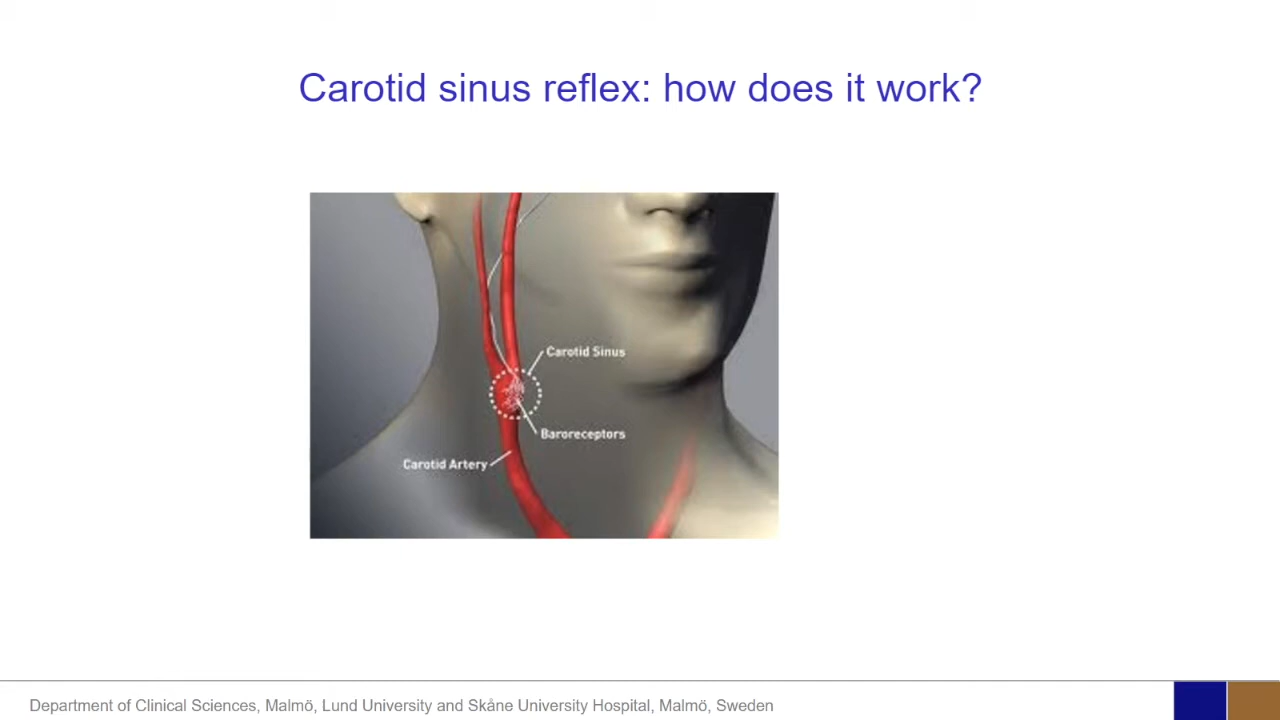 Carotid sinus reflex: how does it work?
Carotid Sinus
Baroreceptors
Carotid Artery
Department of Clinical Sciences, Malmö, Lund University and Skåne University Hospital, Malmö, Sweden